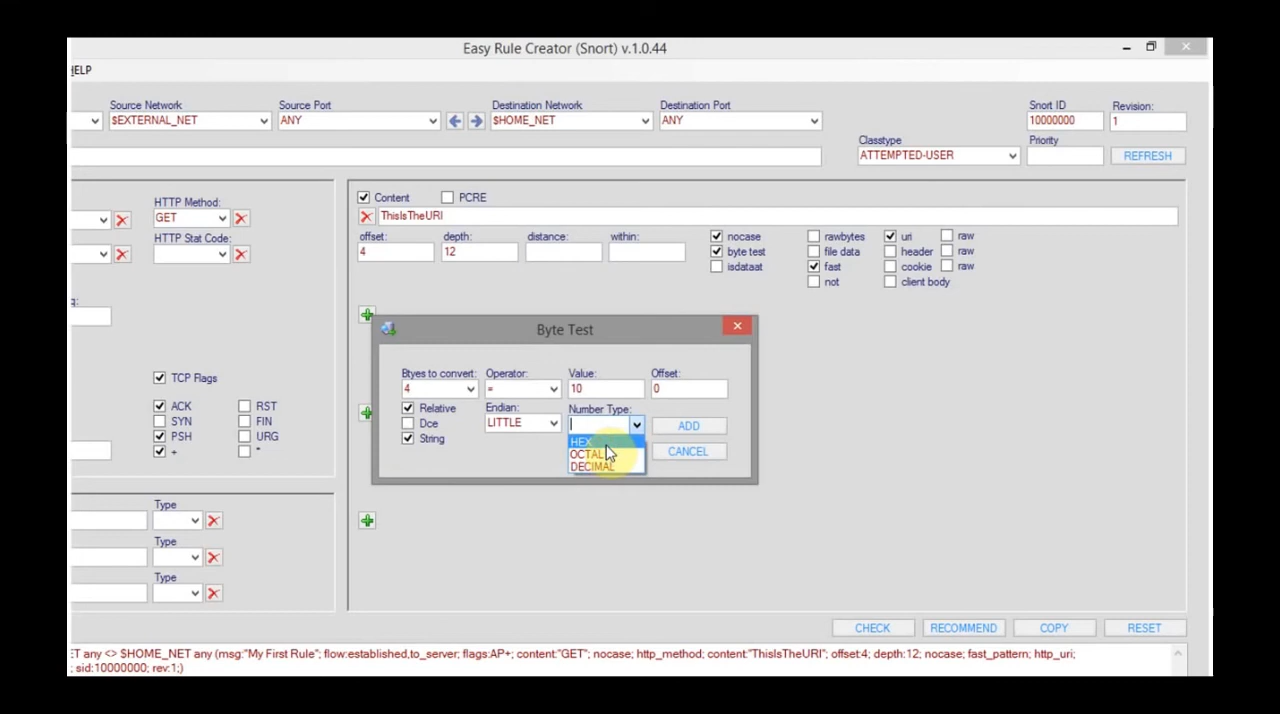 Easy Rule Creator (Snort) v.1.0.44
HELP
Source Network Source Port Destination Network Destination Port Snort ID Revision:
$EXTERNAL_NET ANY $HOME_NET ANY 10000000 1
Classtype Priority
ATTEMPTED-USER REFRESH
HTTP Method:
GET
HTTP Stat Code:
Content PCRE
ThisIsTheURI
offset: depth: distance: within:
4 12
nocase rawbytes uri raw
byte test file data header raw
isdataat fast cookie raw
not client body
TCP Flags
ACK RST
SYN FIN
PSH URG
+ *
Byte Test
Btyes to convert: Operator: Value: Offset:
4 = 10 0
Relative Endian: Number Type:
Dce LITTLE ADD
String HEX
OCTAL CANCEL
DECIMAL
Type
Type
Type
CHECK RECOMMEND COPY RESET
ET any <> $HOME_NET any (msg:"My First Rule"; flow:established,to_server; flags:AP+; content:"GET"; nocase; http_method; content:"ThisIsTheURI"; offset:4; depth:12; nocase; fast_pattern; http_uri;
; sid:10000000; rev:1;)